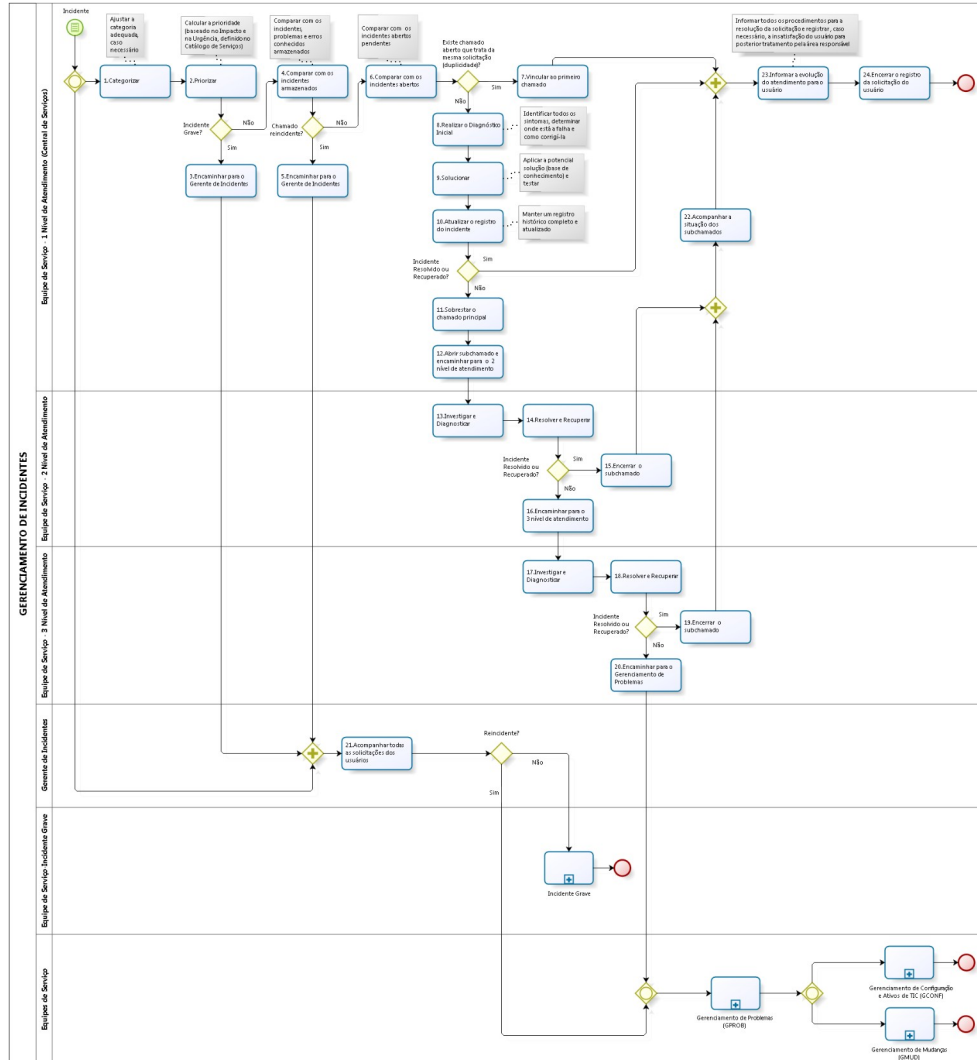 GERENCIAMENTO DE INCIDENTES
Equipe de Serviço - 1 Nível de Atendimento (Central de Serviços)
Incidente
Ajustar a
categoria
adequada,
caso
necessário
Calcular a prioridade
(baseado no Impacto e
na Urgência, definido no
Catálogo de Serviços)
Comparar com os
incidentes,
problemas e erros
conhecidos
armazenados
Comparar com os
incidentes abertos
pendentes
Existe chamado
aberto que trata da
mesma solicitação
(duplicidade)?
Informar todos os procedimentos para a
resolução da solicitação e registrar, caso
necessário, a insatisfação do usuário para
posterior tratamento pela área responsável
1.Categorizar
2.Priorizar
4.Comparar com os
incidentes
armazenados
6.Comparar com os
incidentes abertos
Sim
7.Vincular ao primeiro
chamado
23.Informar a evolução
do atendimento para o
usuário
24.Encerrar o registro
da solicitação do
usuário
Incidente
Grave?
Não
Sim
Chamado
reincidente?
Não
Sim
Não
8.Realizar o Diagnóstico
Inicial
Identificar todos os
sintomas, determinar
onde está a falha e
como corrigí-la
3.Encaminhar para o
Gerente de Incidentes
5.Encaminhar para o
Gerente de Incidentes
9.Solucionar
Aplicar a potencial
solução (base de
conhecimento) e
testar
10.Atualizar o registro
do incidente
Manter um registro
histórico completo e
atualizado
22.Acompanhar a
situação dos
subchamados
Incidente
Resolvido ou
Recuperado?
Sim
Não
11.Sobrestar o
chamado principal
12.Abrir subchamado e
encaminhar para o 2
nível de atendimento
Equipe de Serviço - 2 Nível de Atendimento
13.Investigar e
Diagnosticar
14.Resolver e Recuperar
Incidente
Resolvido ou
Recuperado?
Sim
Não
15.Encerrar o
subchamado
16.Encaminhar para o
3 nível de atendimento
Equipe de Serviço - 3 Nível de Atendimento
17.Investigar e
Diagnosticar
18.Resolver e Recuperar
Incidente
Resolvido ou
Recuperado?
Sim
Não
19.Encerrar o
subchamado
20.Encaminhar para o
Gerenciamento de
Problemas
Gerente de Incidentes
21.Acompanhar todas
as solicitações dos
usuários
Reincidente?
Não
Sim
Equipe de Serviço Incidente Grave
Incidente Grave
Equipes de Serviço
Gerenciamento de Problemas
(GPROB)
Gerenciamento de Configuração
e Ativos de TIC (GCONF)
Gerenciamento de Mudanças
(GMUD)